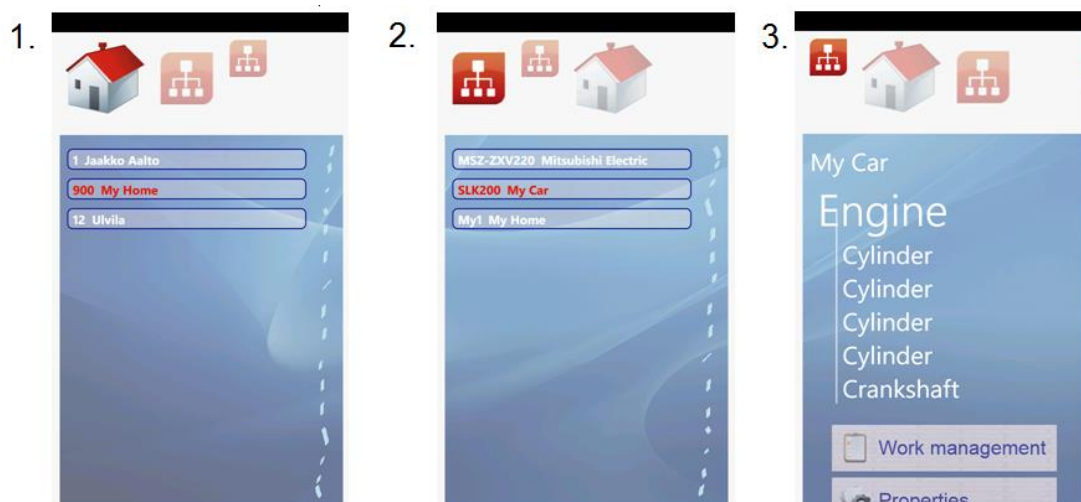 1.
1 Jaakko Aalto
900 My Home
12 Ulvila
2.
MSZ-ZXV220 Mitsubishi Electric
SLK200 My Car
My1 My Home
3.
My Car
Engine
Cylinder
Cylinder
Cylinder
Cylinder
Crankshaft
Work management
Properties